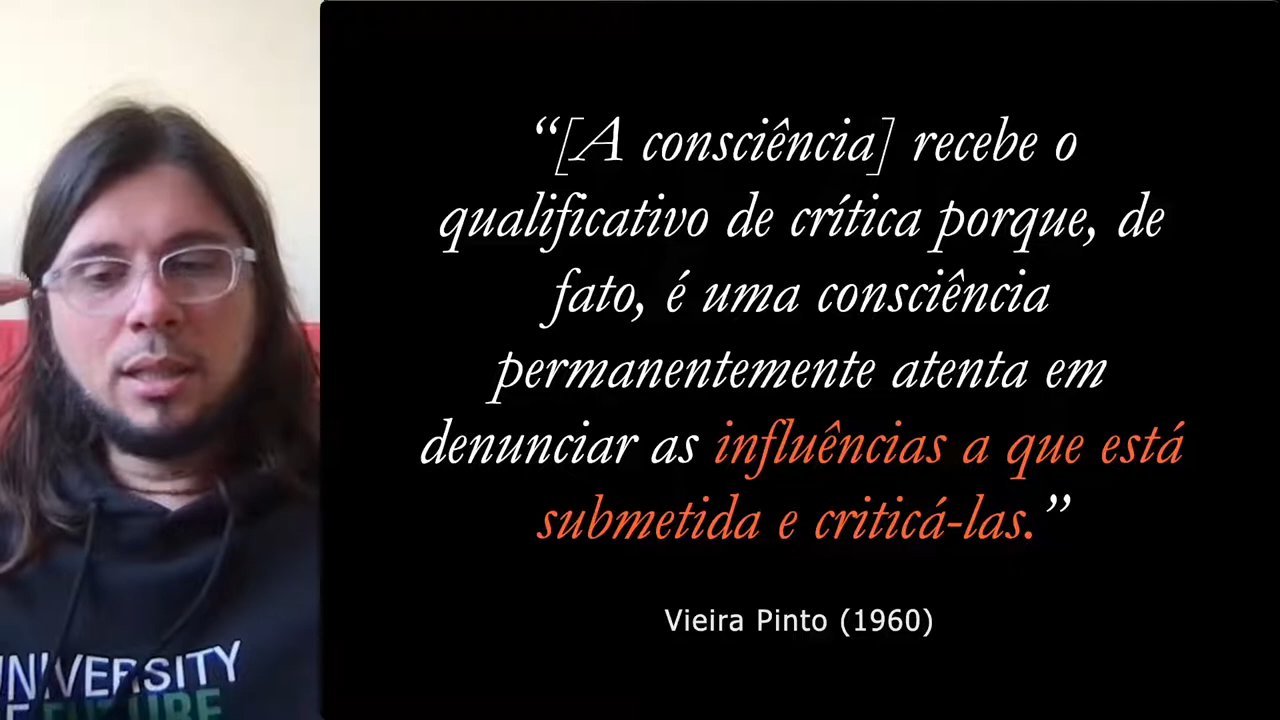 “[A consciência] recebe o
qualificativo de crítica porque, de
fato, é uma consciência
permanentemente atenta em
denunciar as influências a que está
submetida e criticá-las.”
Vieira Pinto (1960)
UNIVERSITY
FUTURE